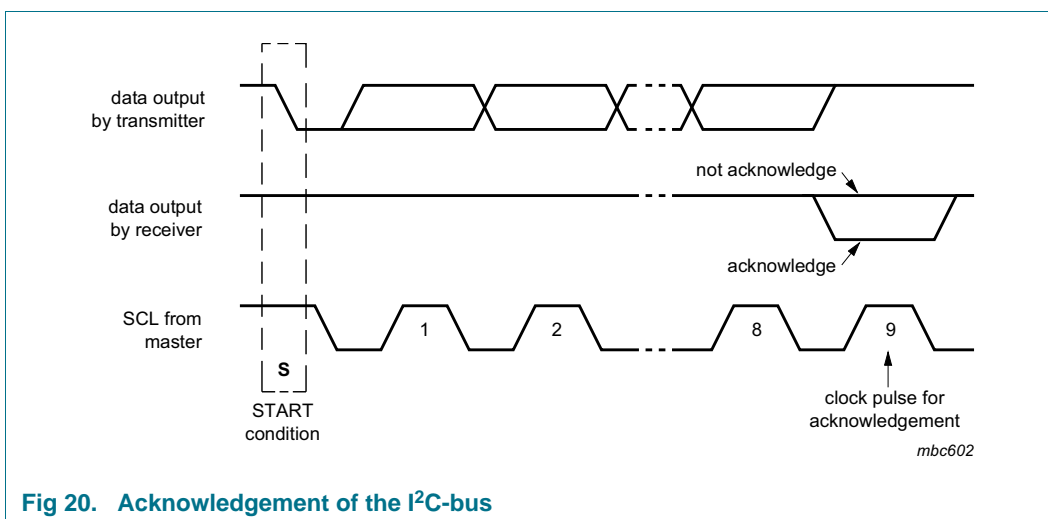 data output
by transmitter
not acknowledge
data output
by receiver
acknowledge
SCL from
master
1
2
8
9
S
START
condition
clock pulse for
acknowledgement
mbc602
Fig 20. Acknowledgement of the I²C-bus